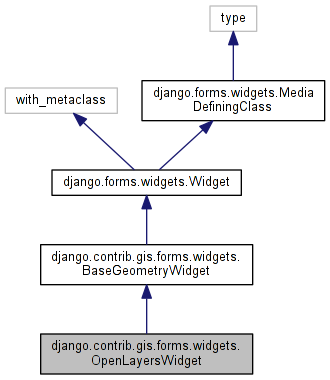 type
with_metaclass
django.forms.widgets.Media
DefiningClass
django.forms.widgets.Widget
django.contrib.gis.forms.widgets.
BaseGeometryWidget
django.contrib.gis.forms.widgets.
OpenLayersWidget